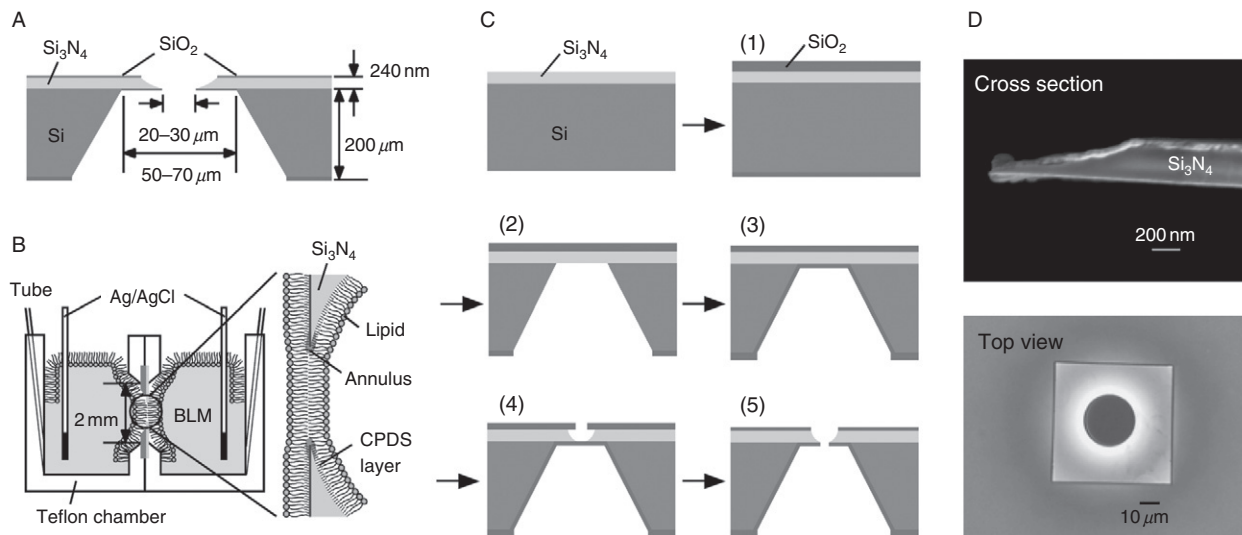 A
Si₃N₄
SiO₂
240 nm
Si
20–30 μm
200 μm
50–70 μm
B
Si₃N₄
Tube
Ag/AgCl
Lipid
Annulus
2 mm
BLM
CPDS
layer
Teflon chamber
C
Si₃N₄
Si
(1)
SiO₂
(2)
(3)
(4)
(5)
D
Cross section
Si₃N₄
200 nm
Top view
10 μm